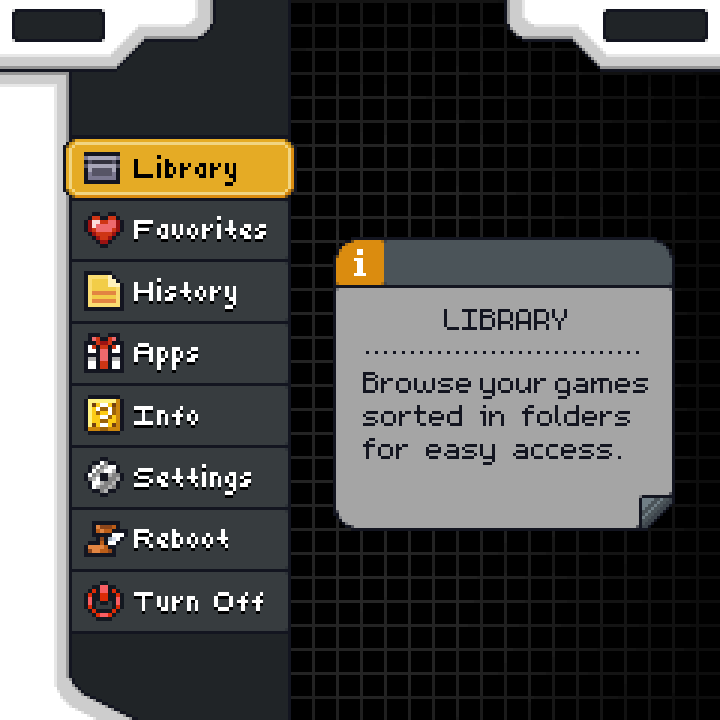 Library
Favorites
History
Apps
Info
Settings
Reboot
Turn Off
i
LIBRARY
Browse your games
sorted in folders
for easy access.